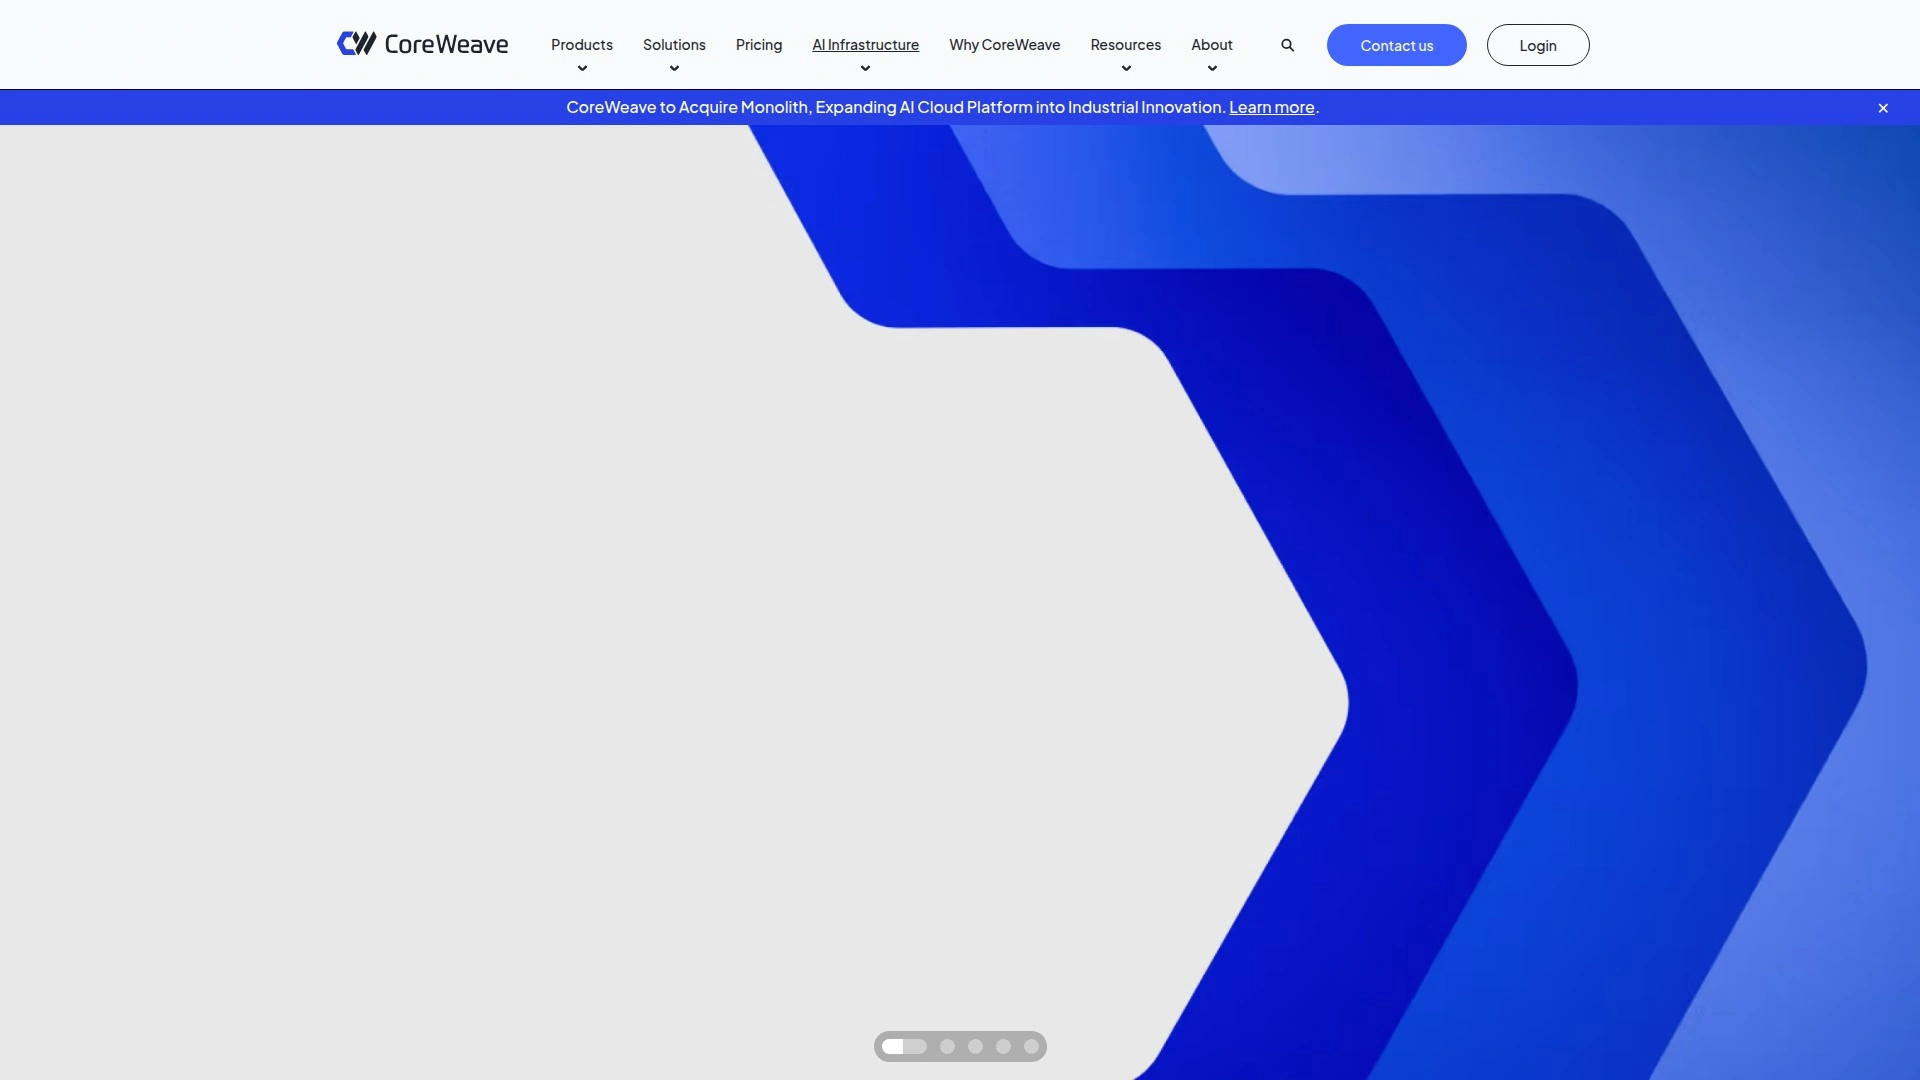 CoreWeave
Products
Solutions
Pricing
AI Infrastructure
Why CoreWeave
Resources
About
Contact us
Login
CoreWeave to Acquire Monolith, Expanding AI Cloud Platform into Industrial Innovation. Learn more.